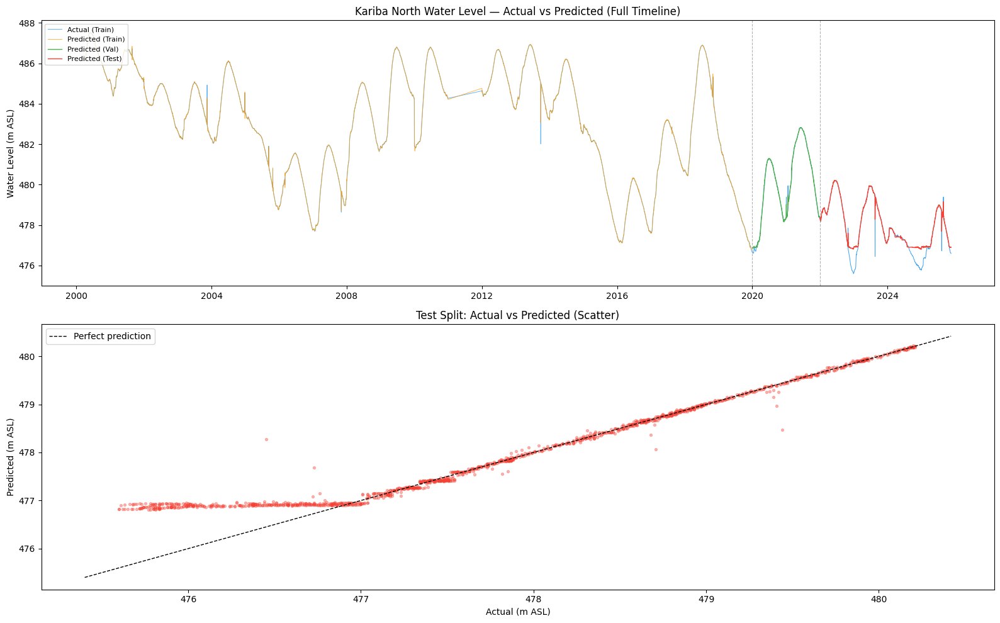 Kariba North Water Level — Actual vs Predicted (Full Timeline)
488
486
484
482
480
478
476
Water Level (m ASL)
Actual (Train)
Predicted (Train)
Predicted (Val)
Predicted (Test)
2000 2004 2008 2012 2016 2020 2024
Test Split: Actual vs Predicted (Scatter)
Perfect prediction
480
479
478
477
476
Predicted (m ASL)
476 477 478 479 480
Actual (m ASL)